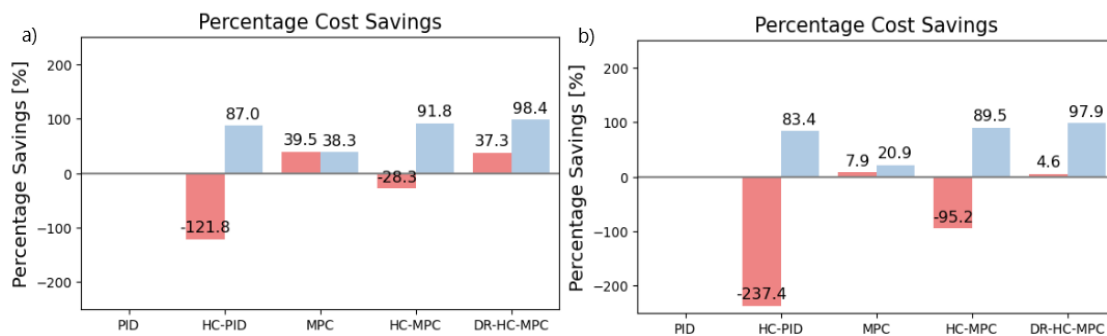 a)
Percentage Cost Savings
Percentage Savings [%]
200
100
0
−100
−200
-121.8
87.0
39.5
38.3
-28.3
91.8
37.3
98.4
PID
HC-PID
MPC
HC-MPC
DR-HC-MPC
b)
Percentage Cost Savings
Percentage Savings [%]
200
100
0
−100
−200
-237.4
83.4
7.9
20.9
-95.2
89.5
4.6
97.9
PID
HC-PID
MPC
HC-MPC
DR-HC-MPC